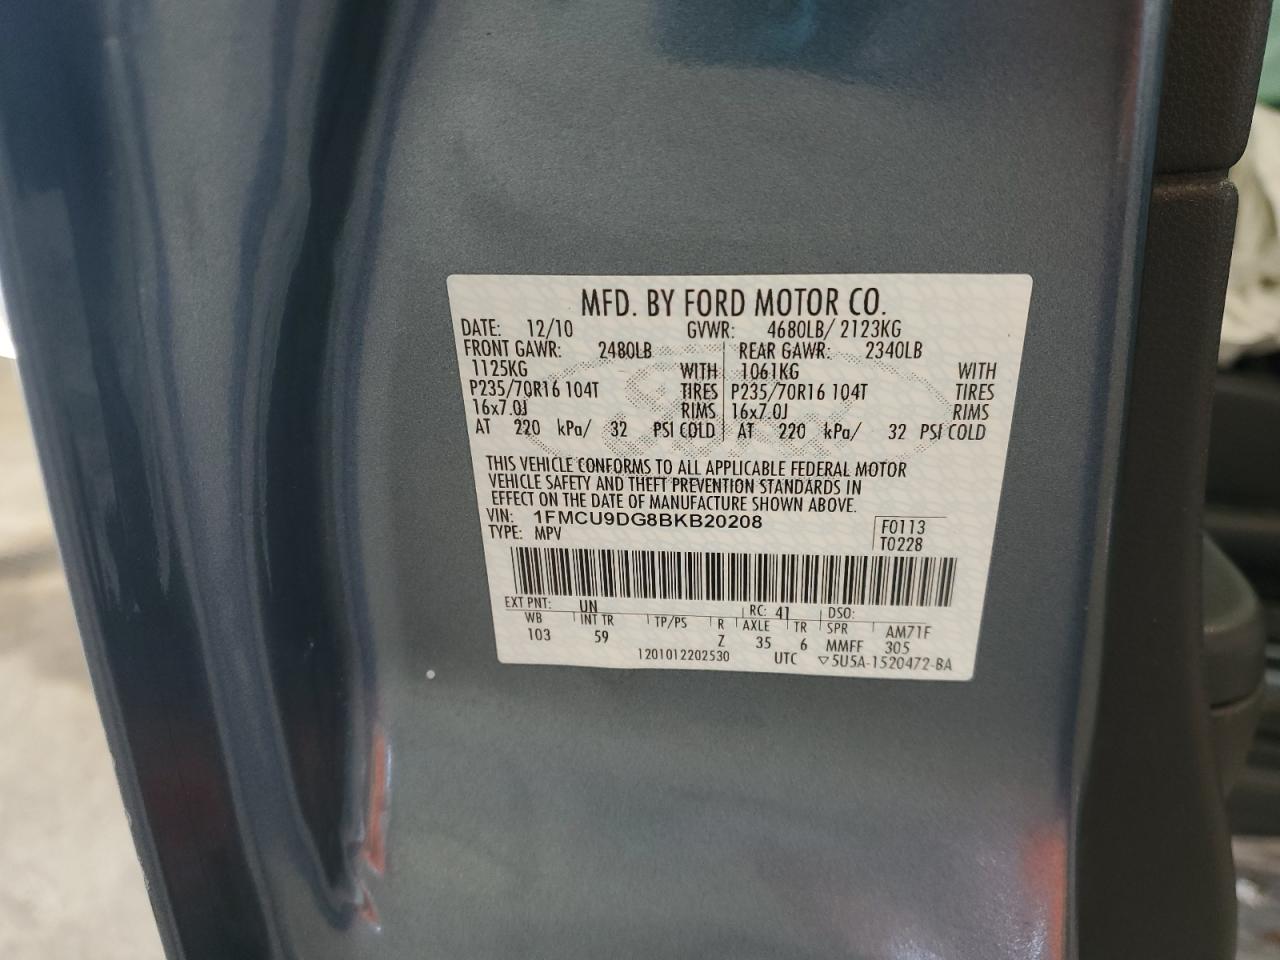 MFD. BY FORD MOTOR CO.
DATE: 12/10 GVWR: 4680LB/ 2123KG
FRONT GAWR: 2480LB REAR GAWR: 2340LB
1125KG WITH 1061KG WITH
P235/70R16 104T TIRES P235/70R16 104T TIRES
16x7.0J RIMS 16x7.0J RIMS
AT 220 kPa/ 32 PSI COLD AT 220 kPa/ 32 PSI COLD
THIS VEHICLE CONFORMS TO ALL APPLICABLE FEDERAL MOTOR
VEHICLE SAFETY AND THEFT PREVENTION STANDARDS IN
EFFECT ON THE DATE OF MANUFACTURE SHOWN ABOVE.
VIN: 1FMCU9DG8BKB20208 F0113
TYPE: MPV T0228
EXT PNT: UN RC: 41 DSO:
WB INT TR TP/PS R AXLE TR SPR AM71F
103 59 Z 35 6 MMFF 305
1201012202530 UTC ▽5U5A-1520472-BA